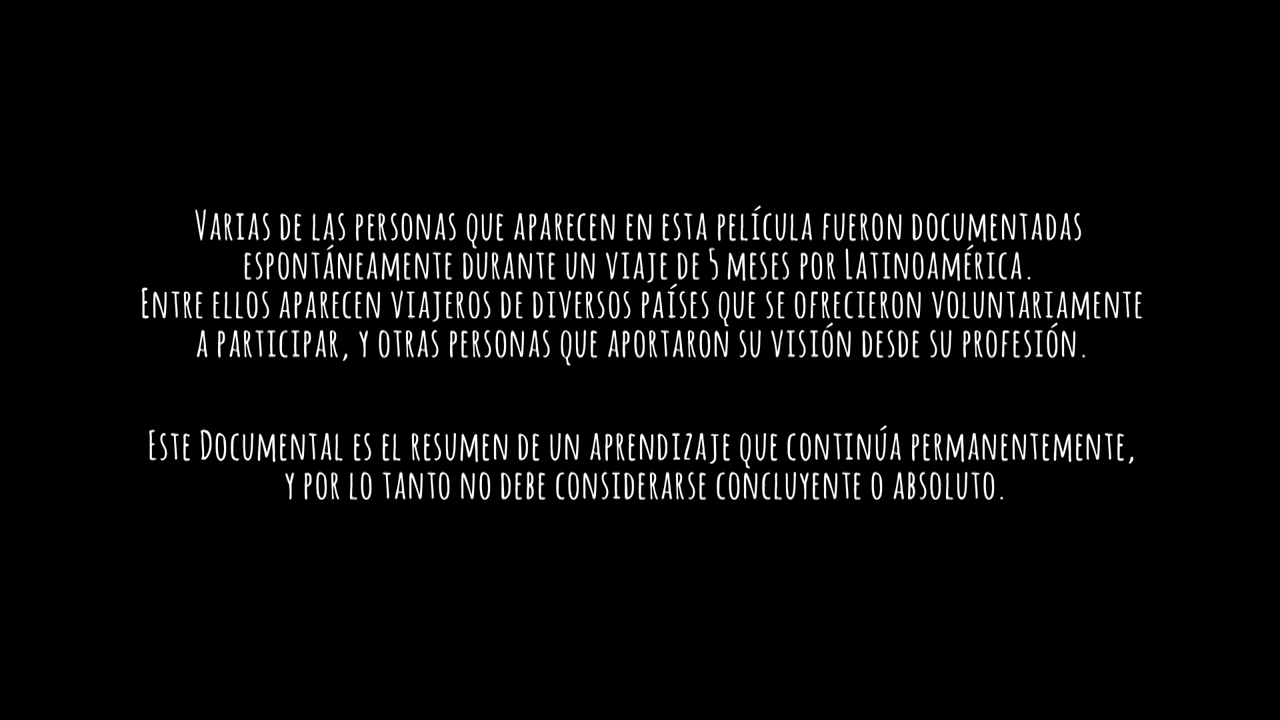 Varias de las personas que aparecen en esta película fueron documentadas
espontáneamente durante un viaje de 5 meses por Latinoamérica.
Entre ellos aparecen viajeros de diversos países que se ofrecieron voluntariamente
a participar, y otras personas que aportaron su visión desde su profesión.
Este Documental es el resumen de un aprendizaje que continúa permanentemente,
y por lo tanto no debe considerarse concluyente o absoluto.